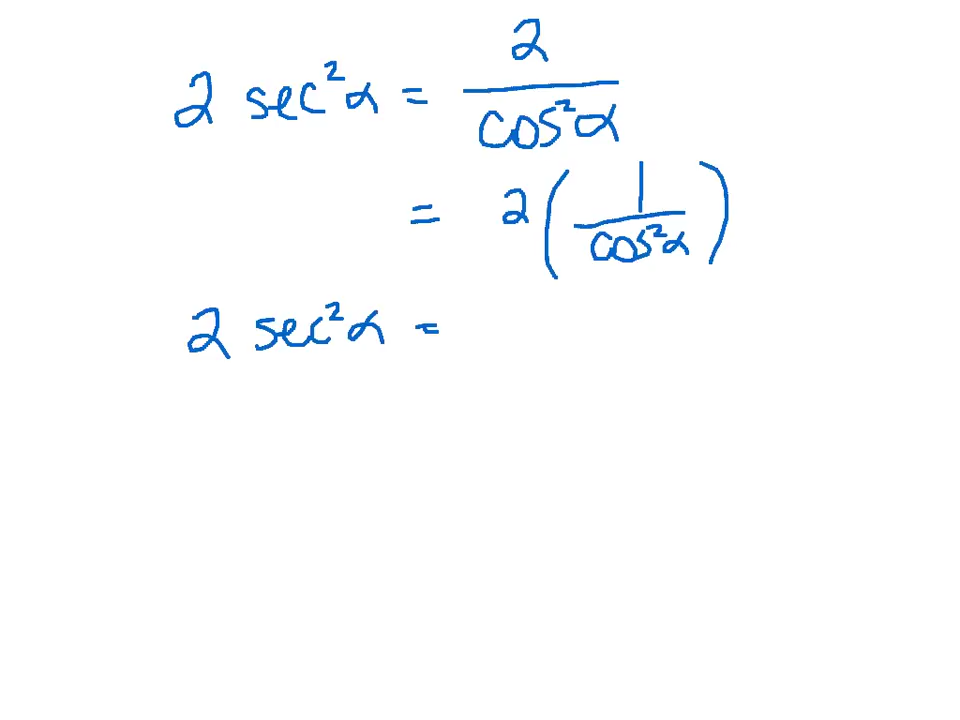 2 sec²α = 2/cos²α
= 2(1/cos²α)
2 sec²α =